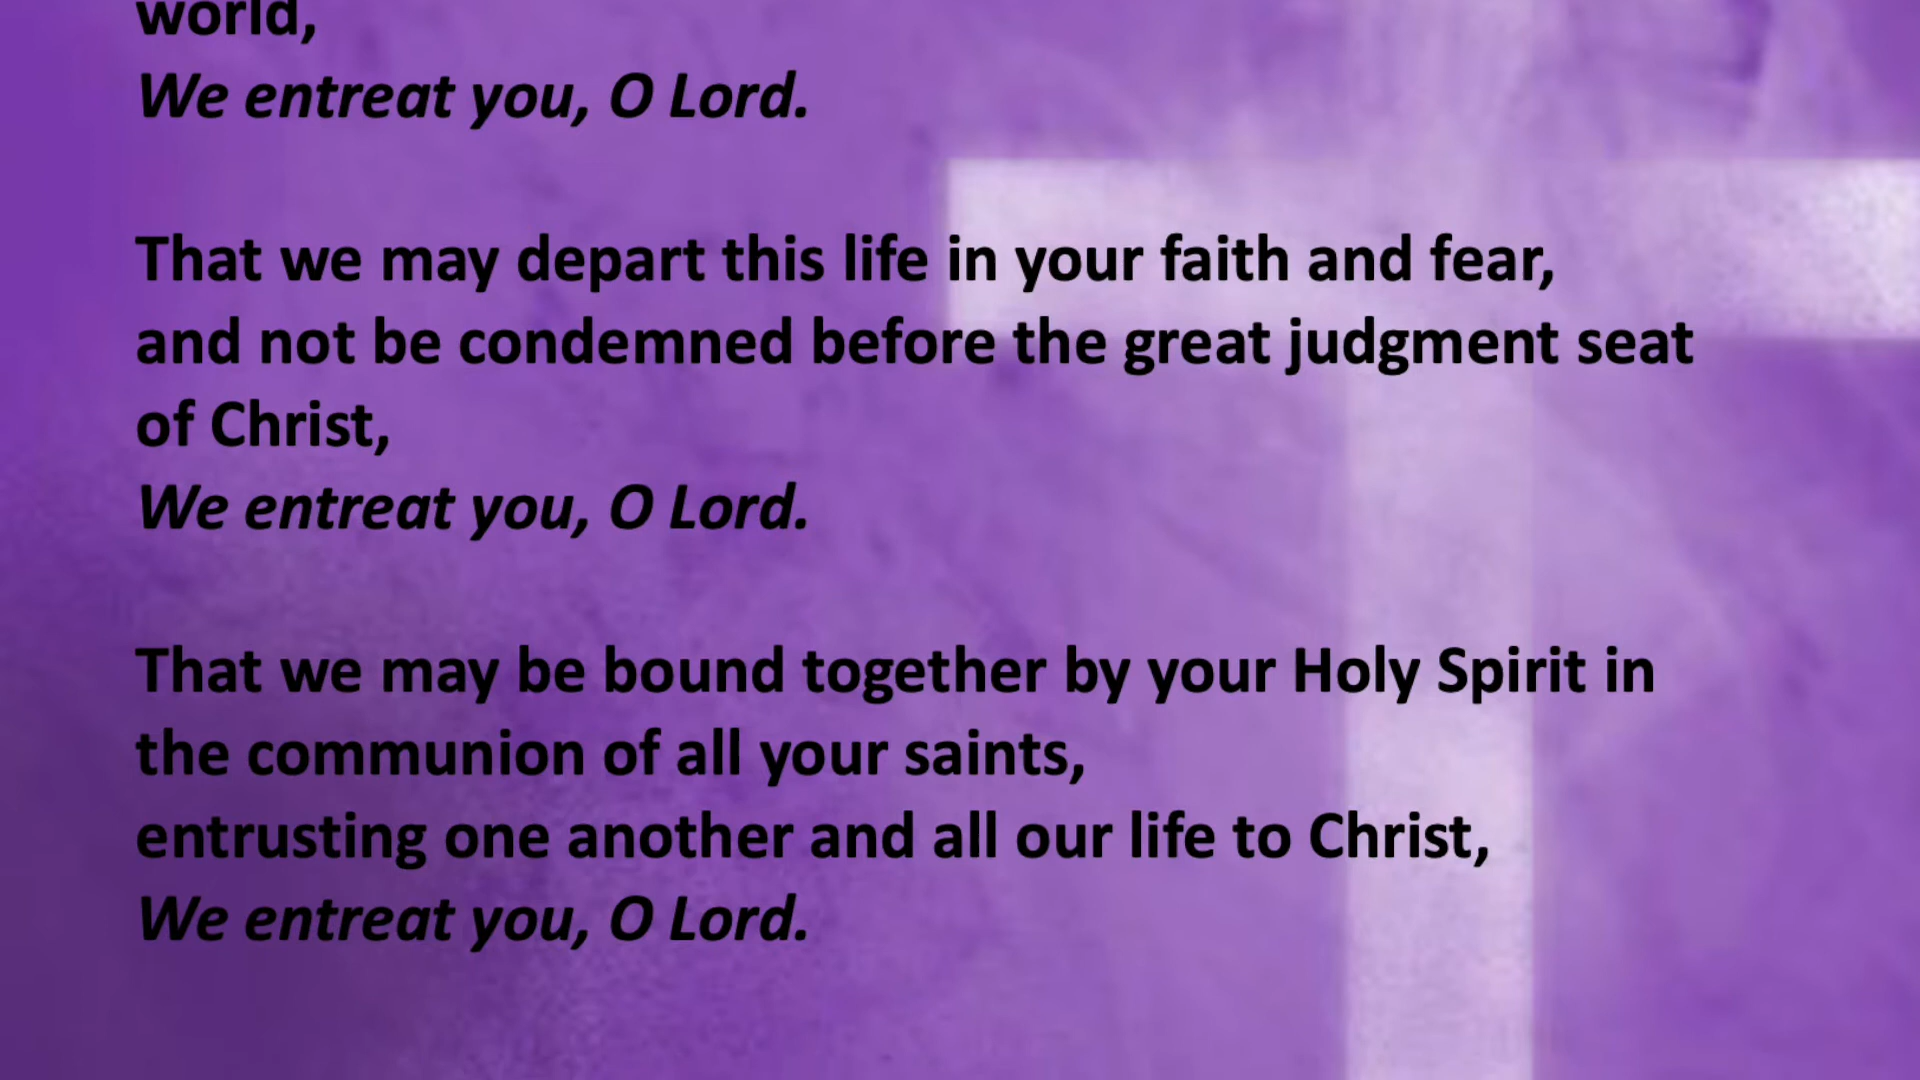 world,
We entreat you, O Lord.
That we may depart this life in your faith and fear,
and not be condemned before the great judgment seat
of Christ,
We entreat you, O Lord.
That we may be bound together by your Holy Spirit in
the communion of all your saints,
entrusting one another and all our life to Christ,
We entreat you, O Lord.